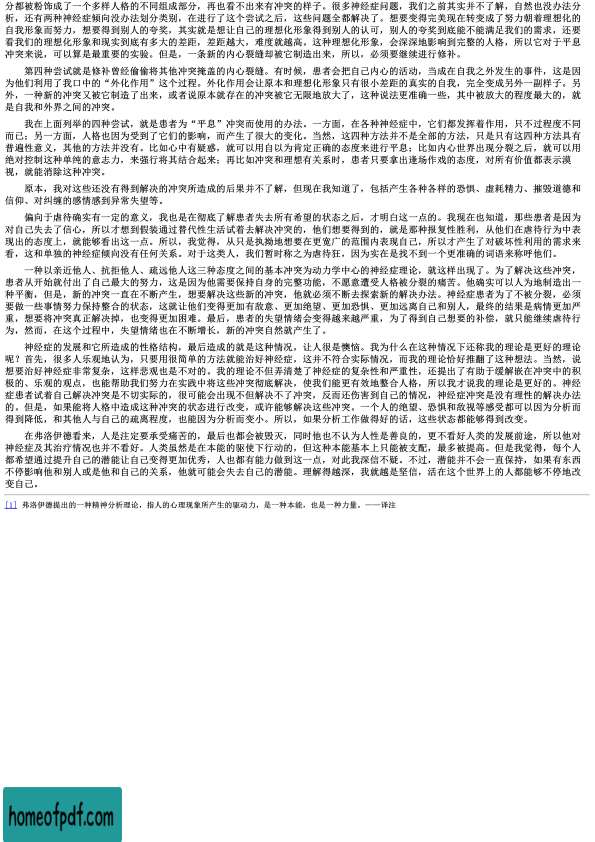 分都被粉饰成了一个多样人格的不同组成部分，再也看不出来有冲突的样子。很多神经症问题，我们之前其实并不了解，自然也没办法分
析，还有两种神经症倾向没办法划分类别，在进行了这个尝试之后，这些问题全都解决了。想要变得完美现在转变成了努力朝着理想化的
自我形象而努力，想要得到别人的夸奖，其实就是想让自己的理想化形象得到别人的认可，别人的夸奖到底能不能满足我们的需求，还要
看我们的理想化形象和现实到底有多大的差距，差距越大，难度就越高。这种理想化形象，会深深地影响到完整的人格，所以它对于平息
冲突来说，可以算是最重要的实验。但是，一条新的内心裂缝却被它制造出来，所以，必须要继续进行修补。
第四种尝试就是修补曾经偷偷将其他冲突掩盖的内心裂缝。有时候，患者会把自己内心的活动，当成在自我之外发生的事件，这是因
为他们利用了我口中的“外化作用”这个过程。外化作用会让原本和理想化形象只有很小差距的真实的自我，完全变成另外一副样子。另
外，一种新的冲突又被它制造了出来，或者说原本就存在的冲突被它无限地放大了，这种说法更准确一些，其中被放大的程度最大的，就
是自我和外界之间的冲突。
我在上面列举的四种尝试，就是患者为“平息”冲突而使用的办法。一方面，在各种神经症中，它们都发挥着作用，只不过程度不同
而已；另一方面，人格也因为受到了它们的影响，而产生了很大的变化。当然，这四种方法并不是全部的方法，只是只有这四种方法具有
普遍性意义，其他的方法并没有。比如心中有疑惑，就可以用自以为肯定正确的态度来进行平息；比如内心世界出现分裂之后，就可以用
绝对控制这种单纯的意志力，来强行将其结合起来；再比如冲突和理想有关系时，患者只要拿出逢场作戏的态度，对所有价值都表示漠
视，就能消除这种冲突。
原本，我对这些还没有得到解决的冲突所造成的后果并不了解，但现在我知道了，包括产生各种各样的恐惧、虚耗精力、摧毁道德和
信仰、对纠缠的感情感到异常失望等。
偏向于虐待确实有一定的意义，我也是在彻底了解患者失去所有希望的状态之后，才明白这一点的。我现在也知道，那些患者是因为
对自己失去了信心，所以才想到假装通过替代性生活试着去解决冲突的，他们想要得到的，就是那种报复性胜利，从他们在虐待行为中表
现出的态度上，就能够看出这一点。所以，我觉得，从只是执拗地想要在更宽广的范围内表现自己，所以才产生了对破坏性利用的需求来
看，这和单独的神经症倾向没有任何关系。对于这类人，我们暂时称之为虐待狂，因为实在是找不到一个更准确的词语来称呼他们。
一种以亲近他人、抗拒他人、疏远他人这三种态度之间的基本冲突为动力学中心的神经症理论，就这样出现了。为了解决这些冲突，
患者从开始就付出了自己最大的努力，这是因为他需要保持自身的完整功能，不愿意遭受人格被分裂的痛苦。他确实可以人为地制造出一
种平衡，但是，新的冲突一直在不断产生，想要解决这些新的冲突，他就必须不断去探索新的解决办法。神经症患者为了不被分裂，必须
要做一些事情努力保持整合的状态，这就让他们变得更加有敌意、更加绝望、更加恐惧、更加远离自己和别人，最终的结果是病情更加严
重，想要将冲突真正解决掉，也变得更加困难。最后，患者的失望情绪会变得越来越严重，为了得到自己想要的补偿，就只能继续虐待行
为，然而，在这个过程中，失望情绪也在不断增长，新的冲突自然就产生了。
神经症的发展和它所造成的性格结构，最后造成的就是这种情况，让人很是懊恼。我为什么在这种情况下还称我的理论是更好的理论
呢？首先，很多人乐观地认为，只要用很简单的方法就能治好神经症，这并不符合实际情况，而我的理论恰好推翻了这种想法。当然，说
想要治好神经症非常复杂，这样悲观也是不对的。我的理论不但弄清楚了神经症的复杂性和严重性，还提出了有助于缓解嵌在冲突中的积
极的、乐观的观点，也能帮助我们努力在实践中将这些冲突彻底解决，使我们能更有效地整合人格，所以我才说我的理论是更好的。神经
症患者试着自己解决冲突是不切实际的，很可能会出现不但解决不了冲突，反而还伤害到自己的情况，神经症冲突是没有理性的解决办法
的。但是，如果能将人格中造成这种冲突的状态进行改变，或许能够解决这些冲突。一个人的绝望、恐惧和敌视等感受都可以因为分析而
得到降低，和其他人与自己的疏离程度，也能因为分析而变小。所以，如果分析工作做得好的话，这些状态都能够得到改变。
在弗洛伊德看来，人是注定要承受痛苦的，最后也都会被毁灭，同时他也不认为人性是善良的，更不看好人类的发展前途，所以他对
神经症及其治疗情况也并不看好。人类虽然是在本能的驱使下行动的，但这种本能基本上只能被支配，最多被提高。但是我觉得，每个人
都希望通过提升自己的潜能让自己变得更加优秀，人也都有能力做到这一点，对此我深信不疑。不过，潜能并不会一直保持，如果有东西
不停影响他和别人或是他和自己的关系，他就可能会失去自己的潜能。理解得越深，我就越是坚信，活在这个世界上的人都能够不停地改
变自己。
[1] 弗洛伊德提出的一种精神分析理论，指人的心理现象所产生的驱动力，是一种本能，也是一种力量。——译注
homeofpdf.com